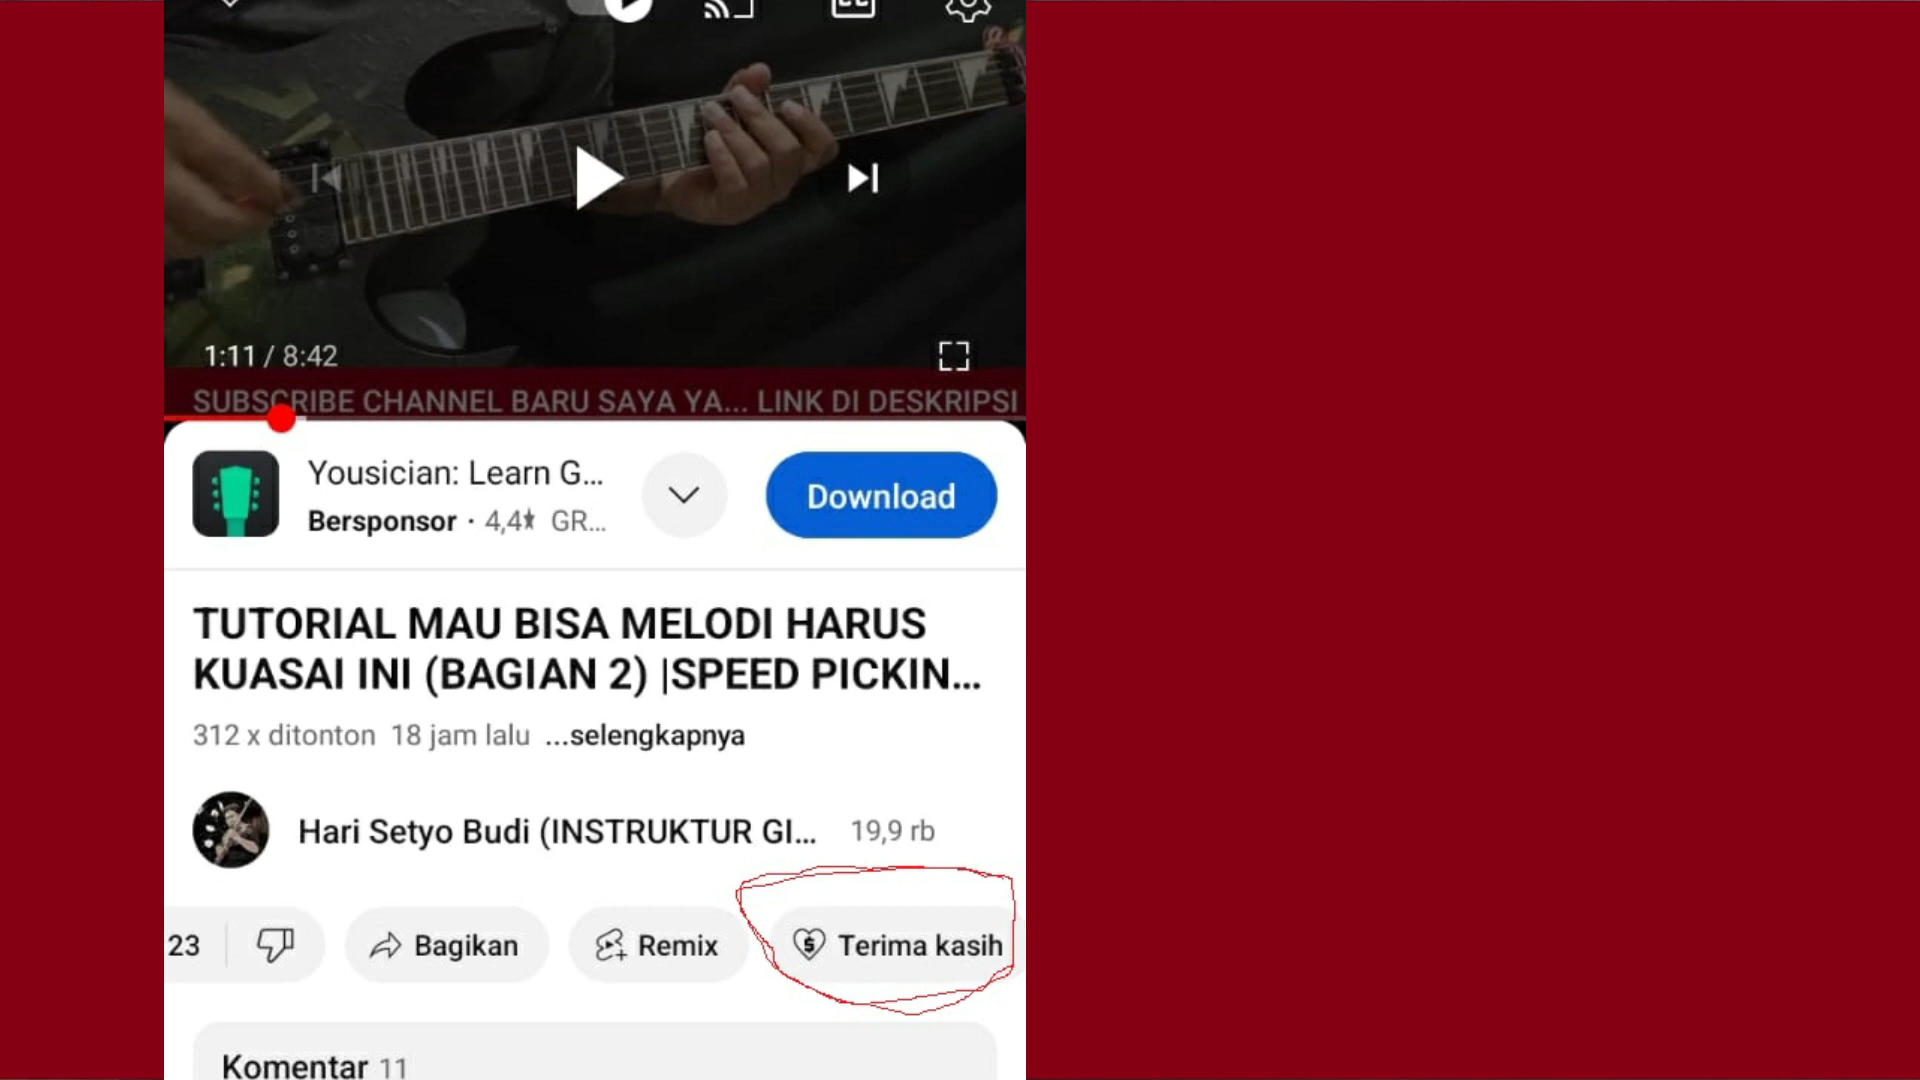 1:11 / 8:42
SUBSCRIBE CHANNEL BARU SAYA YA... LINK DI DESKRIPSI
Yousician: Learn G...
Bersponsor · 4,4★ GR...
Download
TUTORIAL MAU BISA MELODI HARUS
KUASAI INI (BAGIAN 2) |SPEED PICKIN...
312 x ditonton 18 jam lalu ...selengkapnya
Hari Setyo Budi (INSTRUKTUR GI... 19,9 rb
23 Bagikan Remix Terima kasih
Komentar 11